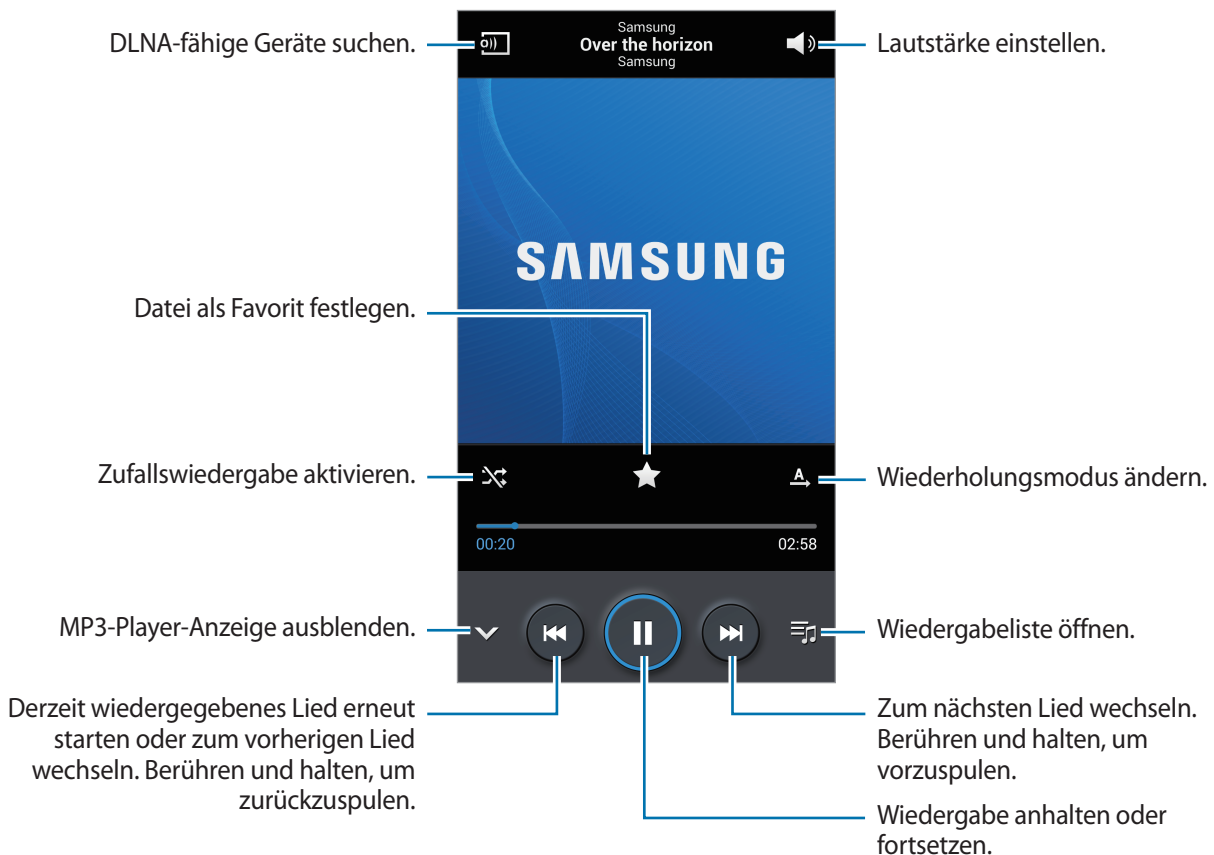 DLNA-fähige Geräte suchen.
Samsung
Over the horizon
Samsung
Lautstärke einstellen.
SAMSUNG
Datei als Favorit festlegen.
Zufallswiedergabe aktivieren.
A
Wiederholungsmodus ändern.
00:20
02:58
MP3-Player-Anzeige ausblenden.
Wiedergabeliste öffnen.
Derzeit wiedergegebenes Lied erneut
starten oder zum vorherigen Lied
wechseln. Berühren und halten, um
zurückzuspulen.
Zum nächsten Lied wechseln.
Berühren und halten, um
vorzuspulen.
Wiedergabe anhalten oder
fortsetzen.